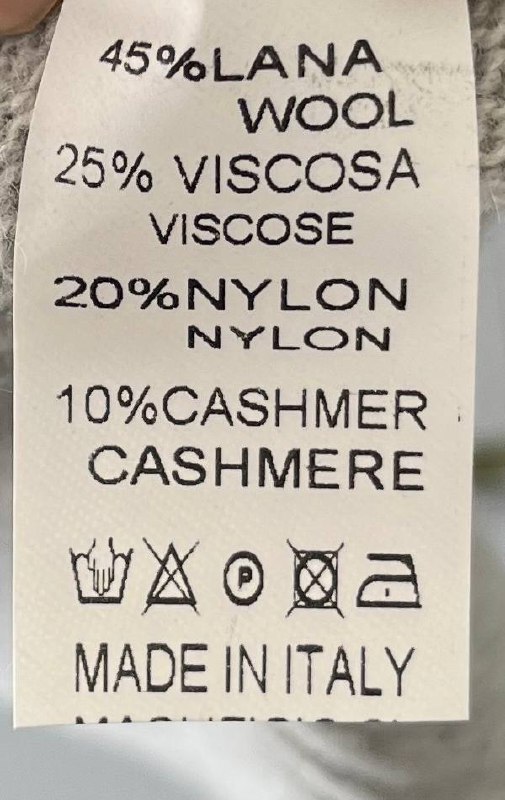 45% LANA
WOOL
25% VISCOSA
VISCOSE
20% NYLON
NYLON
10% CASHMER
CASHMERE
P
MADE IN ITALY